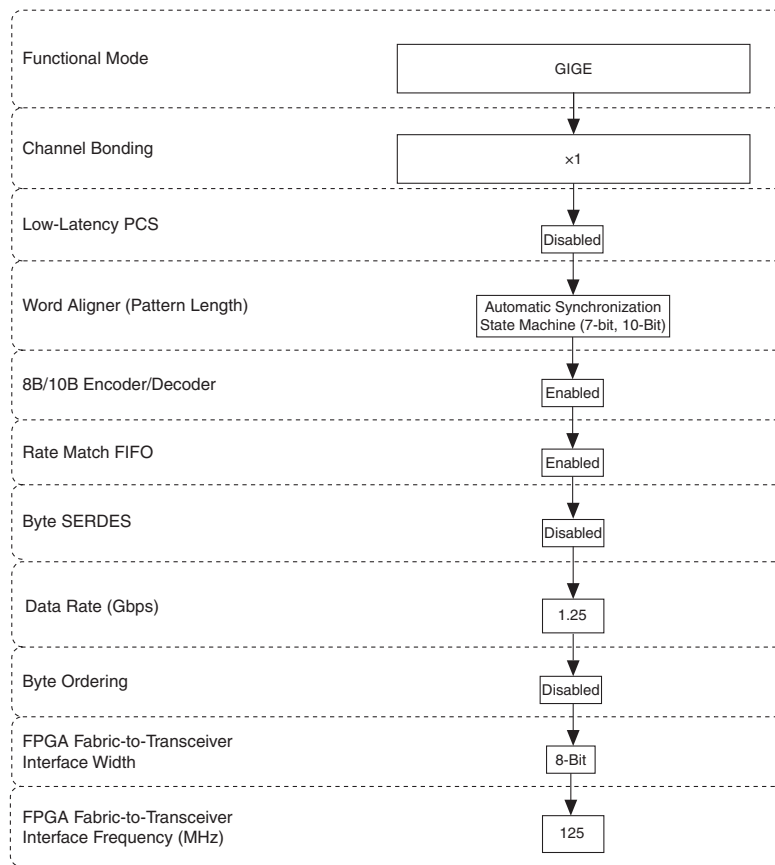 Functional Mode
GIGE
Channel Bonding
×1
Low-Latency PCS
Disabled
Word Aligner (Pattern Length)
Automatic Synchronization
State Machine (7-bit, 10-Bit)
8B/10B Encoder/Decoder
Enabled
Rate Match FIFO
Enabled
Byte SERDES
Disabled
Data Rate (Gbps)
1.25
Byte Ordering
Disabled
FPGA Fabric-to-Transceiver
Interface Width
8-Bit
FPGA Fabric-to-Transceiver
Interface Frequency (MHz)
125